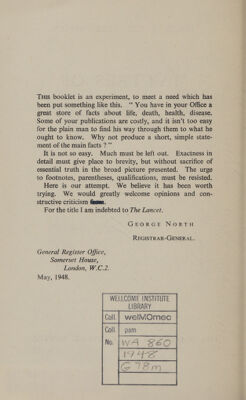 THIS booklet is an experiment, to meet a need which has
been put something like this. " You have in your Office a
great store of facts about life, death, health, disease.
Some of your publications are costly, and it isn't too easy
for the plain man to find his way through them to what he
ought to know. Why not produce a short, simple state-
ment of the main facts ? "
It is not so easy. Much must be left out. Exactness in
detail must give place to brevity, but without sacrifice of
essential truth in the broad picture presented. The urge
to footnotes, parentheses, qualifications, must be resisted.
Here is our attempt. We believe it has been worth
trying. We would greatly welcome opinions and con-
structive criticism
For the title I am indebted to The Lancet.
GEORGE NORTH
REGISTRAR-GENERAL.
General Register Office,
Somerset House,
London, W.C.2.
May, 1948.
WELLCOME INSTITUTE
LIBRARY
Coll. welMOmec
Call pam
No. WA 860
1948
G78m